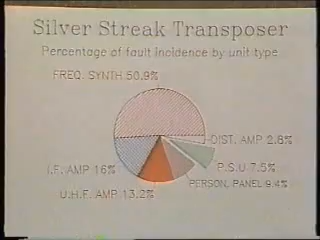 Silver Streak Transposer
Percentage of fault incidence by unit type
FREQ. SYNTH 50.9%
DIST. AMP 2.8%
I.F. AMP 16%
P.S.U 7.5%
PERSON, PANEL 9.4%
U.H.F. AMP 13.2%